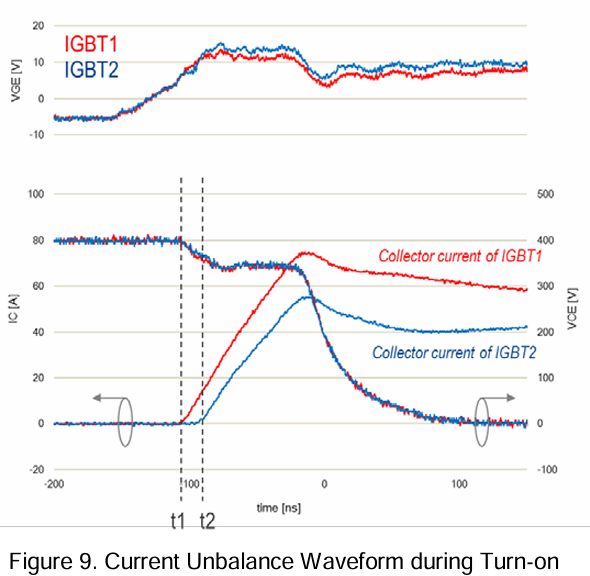 20
IGBT1
10
IGBT2
0
-10
VGE [V]
100
500
80
400
Collector current of IGBT1
60
300
IC [A]
VCE [V]
40
200
Collector current of IGBT2
20
100
0
0
-20
-100
-200
100
0
100
time [ns]
t1
t2
Figure 9. Current Unbalance Waveform during Turn-on